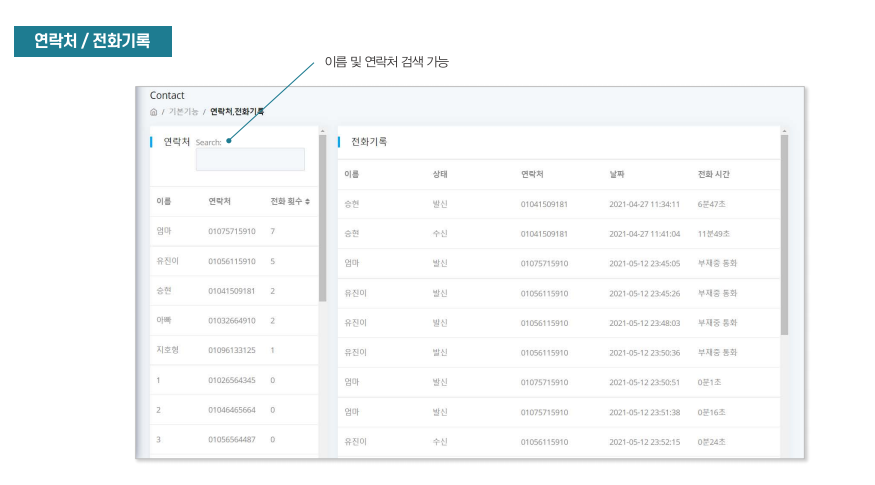 연락처 / 전화기록
이름 및 연락처 검색 가능
Contact
/ 기본기능 / 연락처,전화기록
연락처 Search:
이름 연락처 전화 횟수
엄마 01075715910 7
유진이 01056115910 5
승현 01041509181 2
아빠 01032664910 2
지호형 01096133125 1
1 01026564345 0
2 01046465664 0
3 01056564487 0
전화기록
이름 상태 연락처 날짜 전화 시간
승현 발신 01041509181 2021-04-27 11:34:11 6분47초
승현 수신 01041509181 2021-04-27 11:41:04 11분49초
엄마 발신 01075715910 2021-05-12 23:45:05 부재중 통화
유진이 발신 01056115910 2021-05-12 23:45:26 부재중 통화
유진이 발신 01056115910 2021-05-12 23:48:03 부재중 통화
유진이 발신 01056115910 2021-05-12 23:50:36 부재중 통화
엄마 발신 01075715910 2021-05-12 23:50:51 0분1초
엄마 발신 01075715910 2021-05-12 23:51:38 0분16초
유진이 수신 01056115910 2021-05-12 23:52:15 0분24초